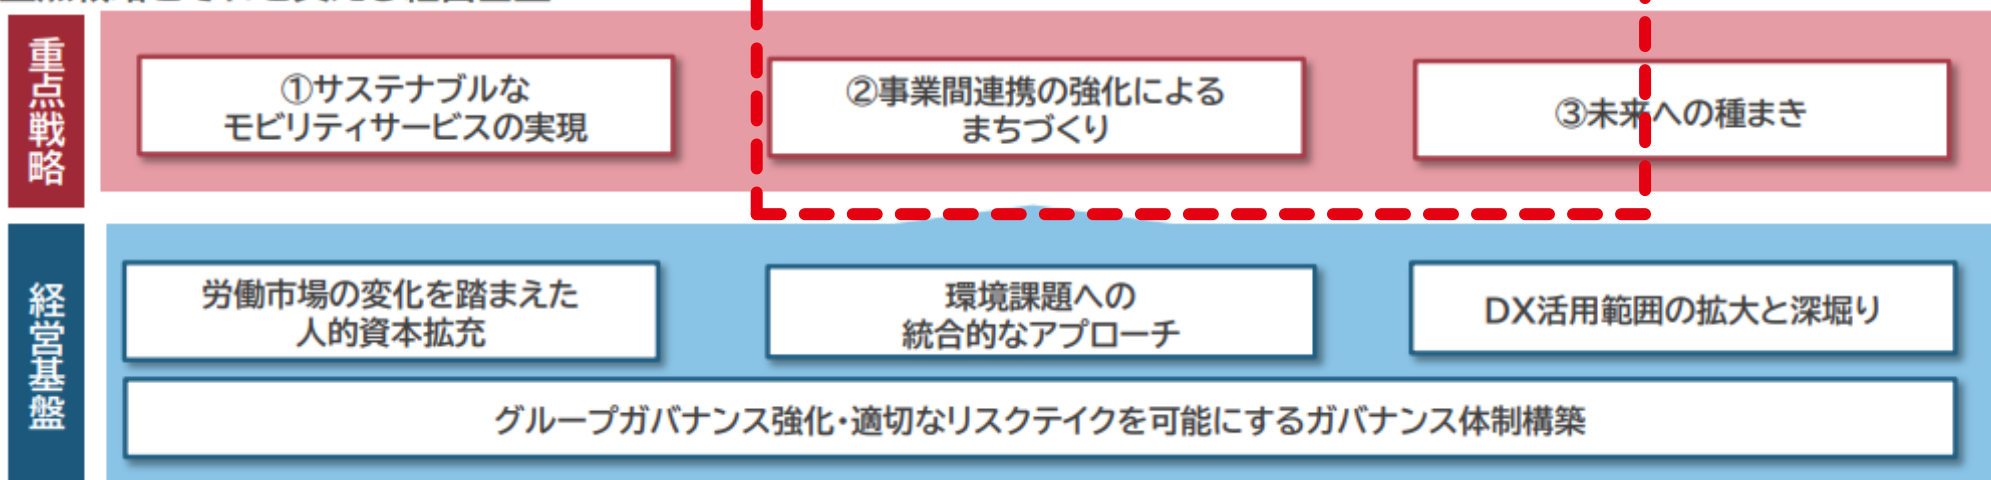 重点戦略
①サステナブルな
モビリティサービスの実現
②事業間連携の強化による
まちづくり
③未来への種まき
経営基盤
労働市場の変化を踏まえた
人的資本拡充
環境課題への
統合的なアプローチ
DX活用範囲の拡大と深堀り
グループガバナンス強化・適切なリスクテイクを可能にするガバナンス体制構築